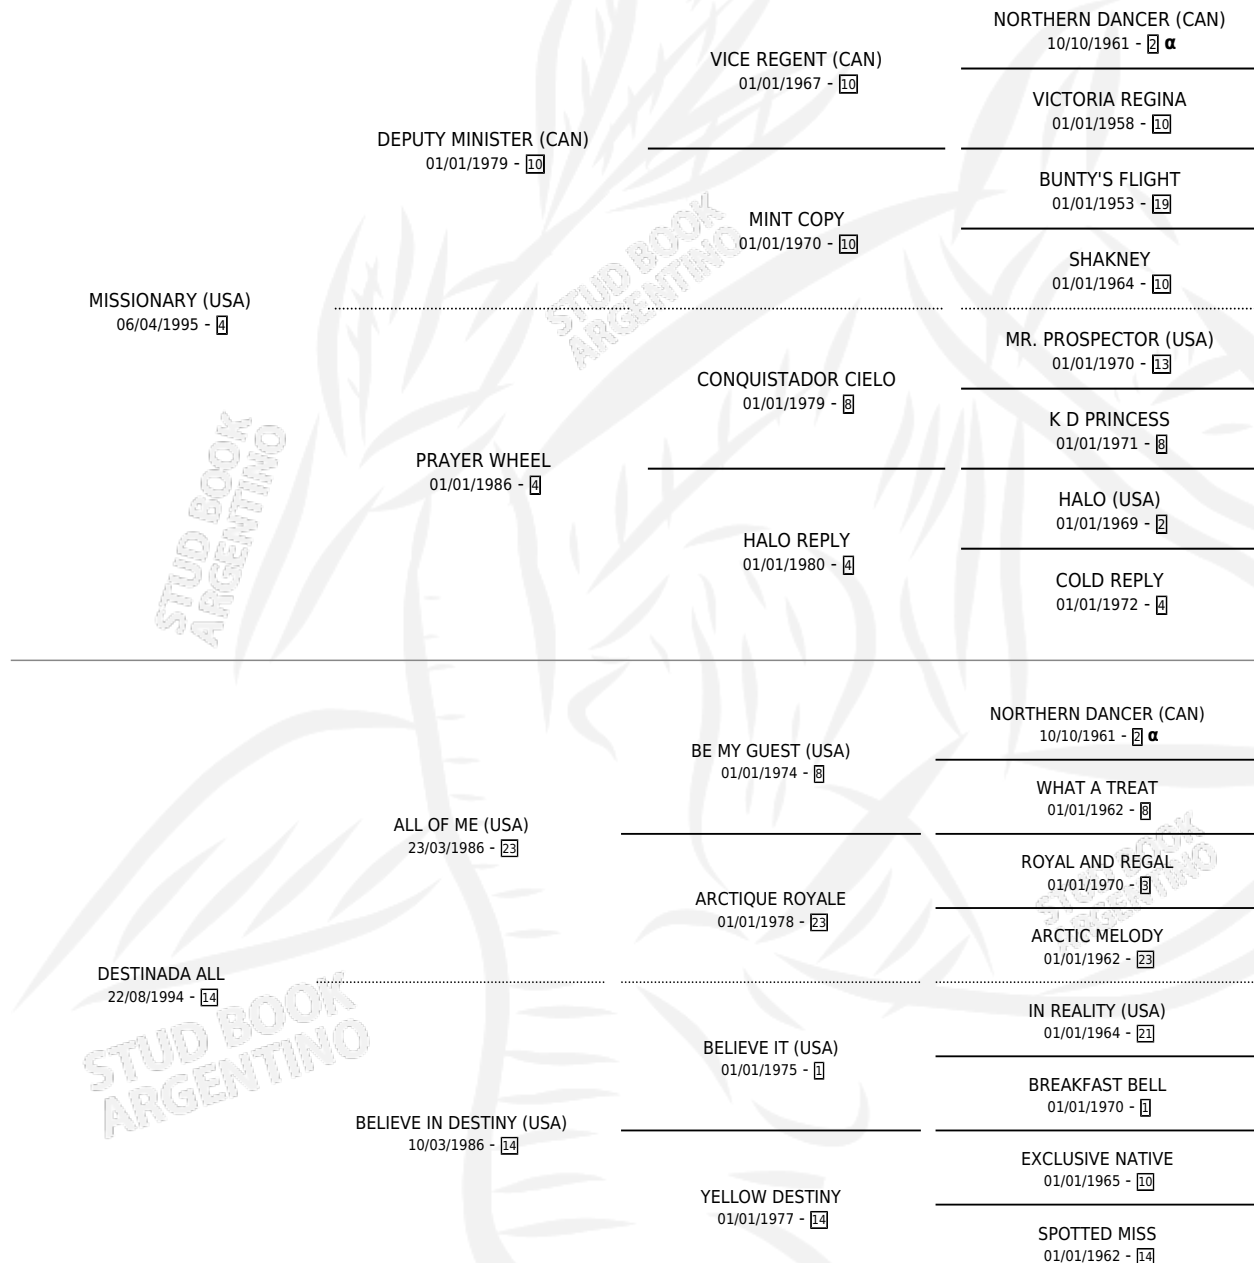 NORTHERN DANCER (CAN)
10/10/1961 - 2 α
VICE REGENT (CAN)
01/01/1967 - 10
VICTORIA REGINA
01/01/1958 - 10
DEPUTY MINISTER (CAN)
01/01/1979 - 10
BUNTY'S FLIGHT
01/01/1953 - 19
MINT COPY
01/01/1970 - 10
SHAKNEY
01/01/1964 - 10
MISSIONARY (USA)
06/04/1995 - 4
MR. PROSPECTOR (USA)
01/01/1970 - 13
CONQUISTADOR CIELO
01/01/1979 - 8
K D PRINCESS
01/01/1971 - 8
PRAYER WHEEL
01/01/1986 - 4
HALO (USA)
01/01/1969 - 2
HALO REPLY
01/01/1980 - 4
COLD REPLY
01/01/1972 - 4
STUD BOOK
ARGENTINO
STUD BOOK
ARGENTINO
NORTHERN DANCER (CAN)
10/10/1961 - 2 α
BE MY GUEST (USA)
01/01/1974 - 8
WHAT A TREAT
01/01/1962 - 8
ALL OF ME (USA)
23/03/1986 - 23
ROYAL AND REGAL
01/01/1970 - 3
ARCTIQUE ROYALE
01/01/1978 - 23
ARCTIC MELODY
01/01/1962 - 23
DESTINADA ALL
22/08/1994 - 14
IN REALITY (USA)
01/01/1964 - 21
BELIEVE IT (USA)
01/01/1975 - 1
BREAKFAST BELL
01/01/1970 - 1
BELIEVE IN DESTINY (USA)
10/03/1986 - 14
EXCLUSIVE NATIVE
01/01/1965 - 10
YELLOW DESTINY
01/01/1977 - 14
SPOTTED MISS
01/01/1962 - 14
STUD BOOK
ARGENTINO
STUD BOOK
ARGENTINO